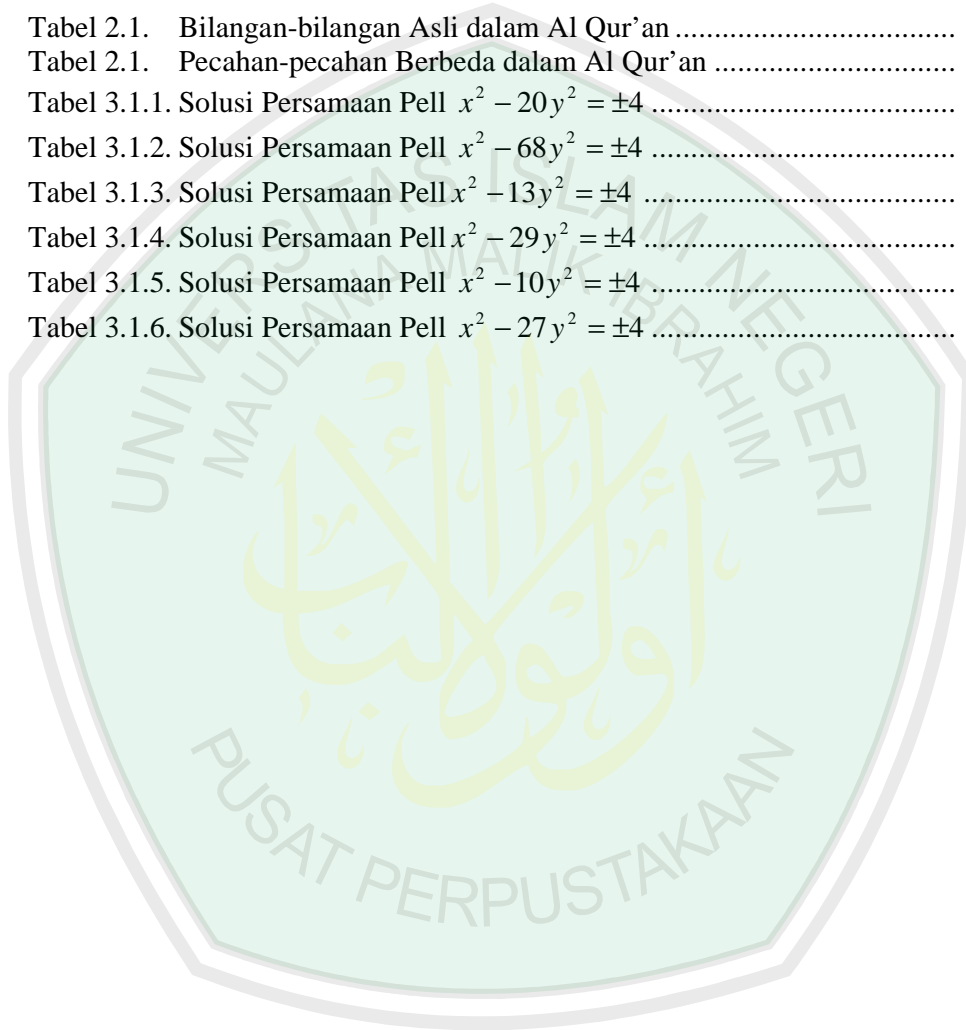 Tabel 2.1. Bilangan-bilangan Asli dalam Al Qur’an ....................................
Tabel 2.1. Pecahan-pecahan Berbeda dalam Al Qur’an ...............................
Tabel 3.1.1. Solusi Persamaan Pell x² – 20y² = ±4 .......................................
Tabel 3.1.2. Solusi Persamaan Pell x² – 68y² = ±4 .......................................
Tabel 3.1.3. Solusi Persamaan Pell x² – 13y² = ±4 ........................................
Tabel 3.1.4. Solusi Persamaan Pell x² – 29y² = ±4 ........................................
Tabel 3.1.5. Solusi Persamaan Pell x² – 10y² = ±4 .......................................
Tabel 3.1.6. Solusi Persamaan Pell x² – 27y² = ±4 .......................................
UNIVERSITAS ISLAM NEGERI
MAULANA MALIK IBRAHIM
PUSAT PERPUSTAKAAN